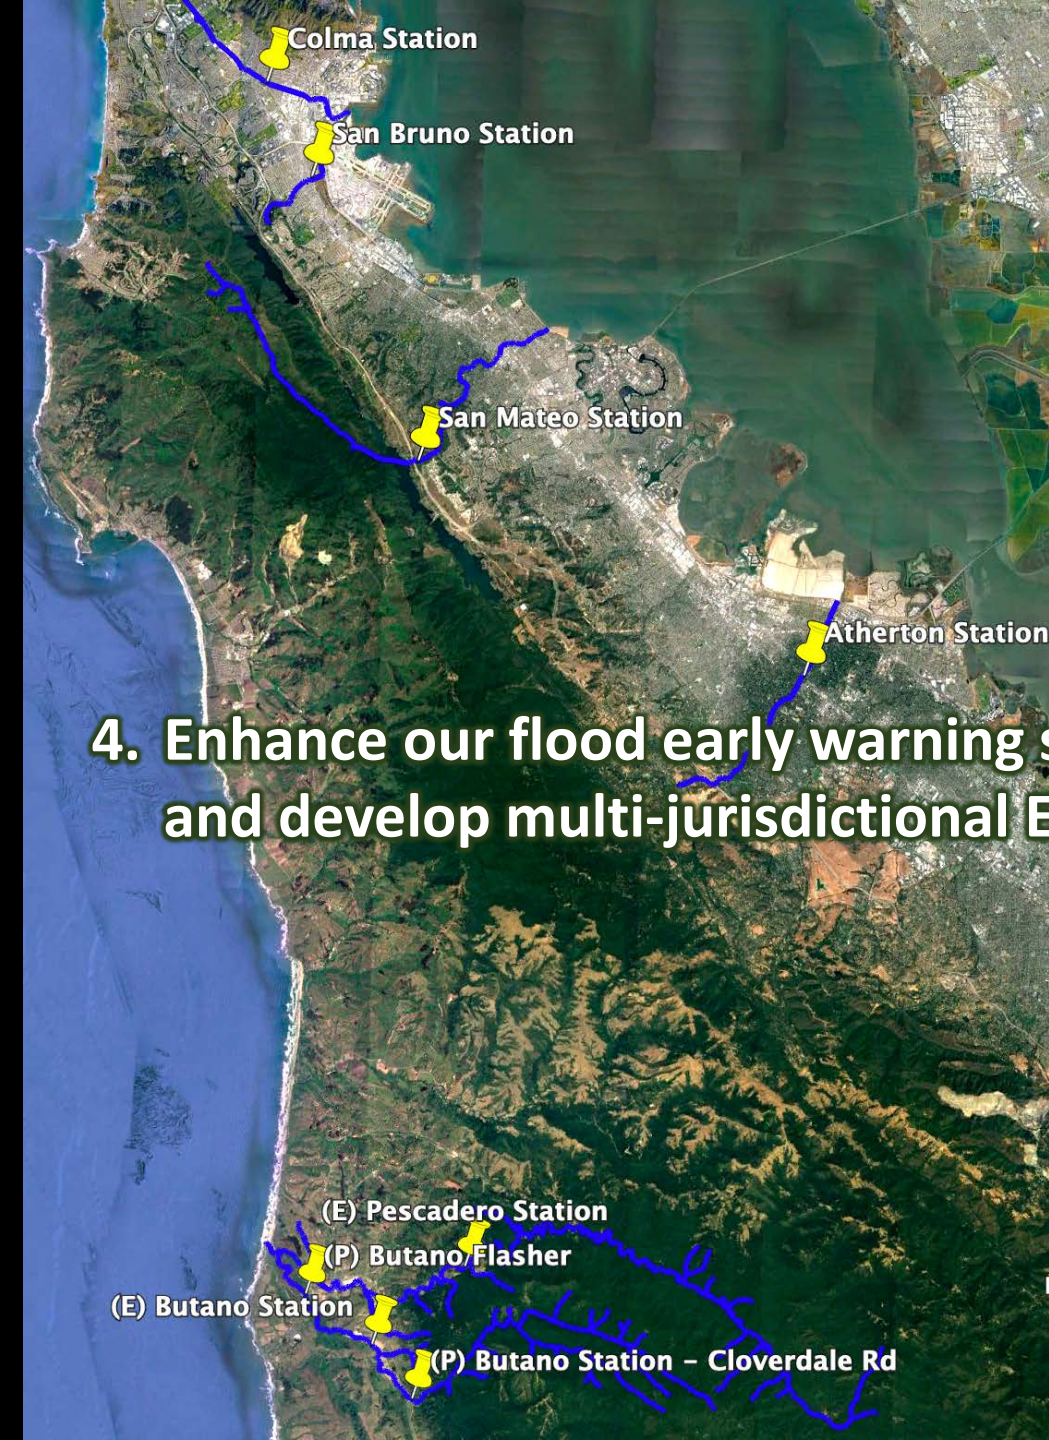 Colma Station
San Bruno Station
San Mateo Station
Atherton Station
4. Enhance our flood early warning
and develop multi-jurisdictional
(E) Pescadero Station
(P) Butano Flasher
(E) Butano Station
(P) Butano Station – Cloverdale Rd